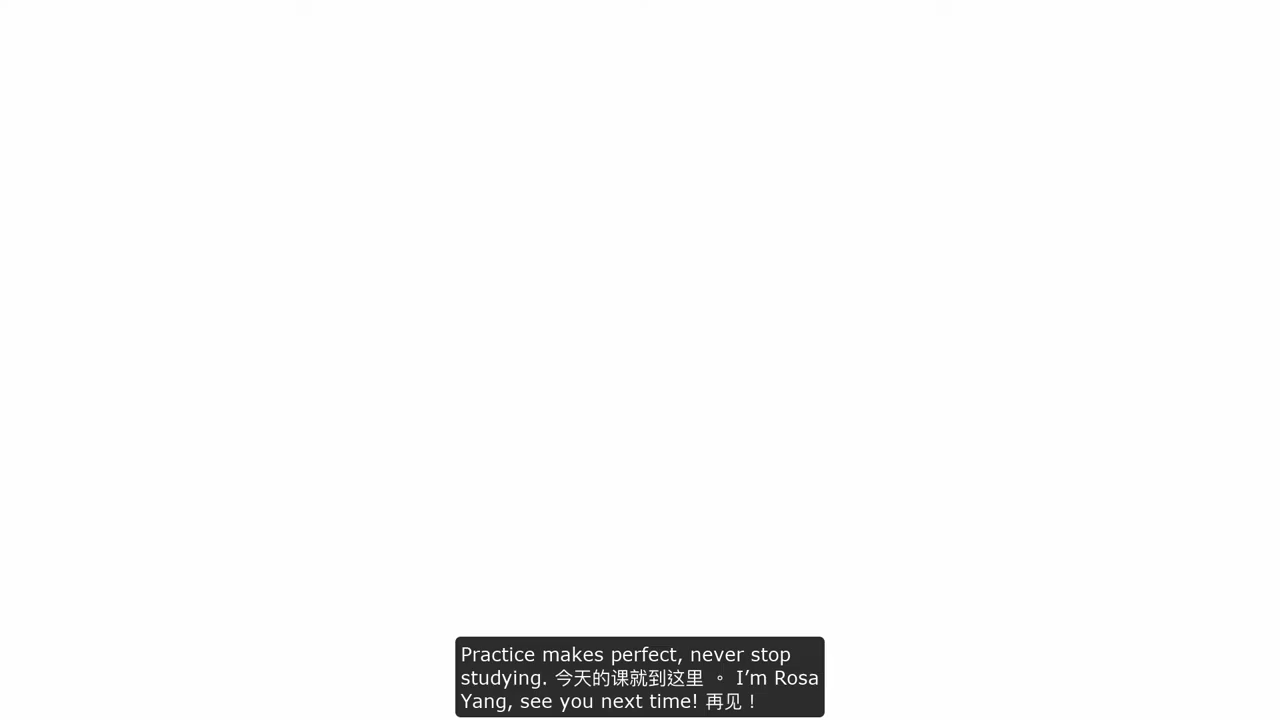 Practice makes perfect, never stop
studying. 今天的课就到这里 。 I’m Rosa
Yang, see you next time! 再见！